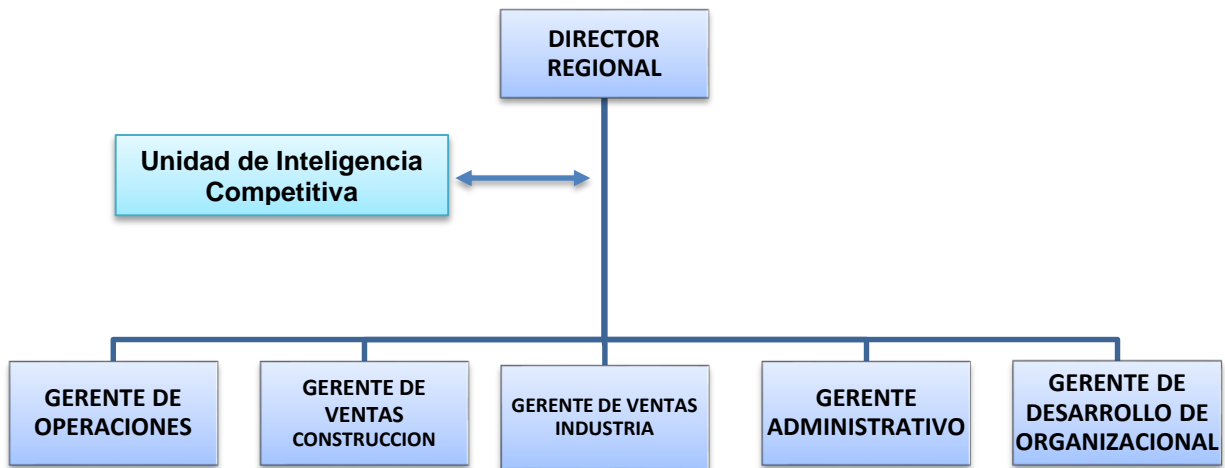 DIRECTOR
REGIONAL
Unidad de Inteligencia
Competitiva
GERENTE DE
OPERACIONES
GERENTE DE
VENTAS
CONSTRUCCION
GERENTE DE VENTAS
INDUSTRIA
GERENTE
ADMINISTRATIVO
GERENTE DE
DESARROLLO DE
ORGANIZACIONAL